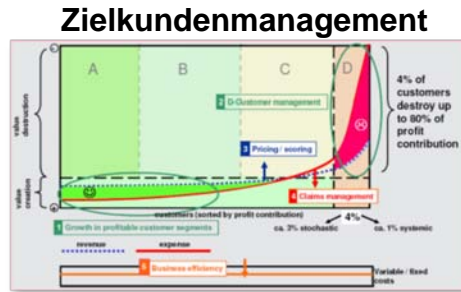 Zielkundenmanagement
A
B
C
D
4% of
customers
destroy up
to 80% of
profit
contribution
value
destruction
2 D-Customer management
3 Pricing / scoring
value
creation
4 Claims management
customers (sorted by profit contribution)
4%
1 Growth in profitable customer segments
ca. 3% stochastic
ca. 1% systemic
revenue
expense
5 Business efficiency
Variable / fixed
costs